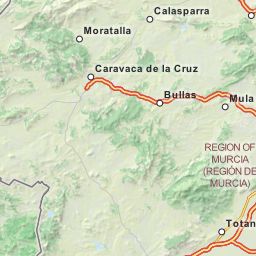 Calasparra
Moratalla
Caravaca de la Cruz
Bullas
Mula
REGION OF
MURCIA
(REGIÓN DE
MURCIA)
Totan